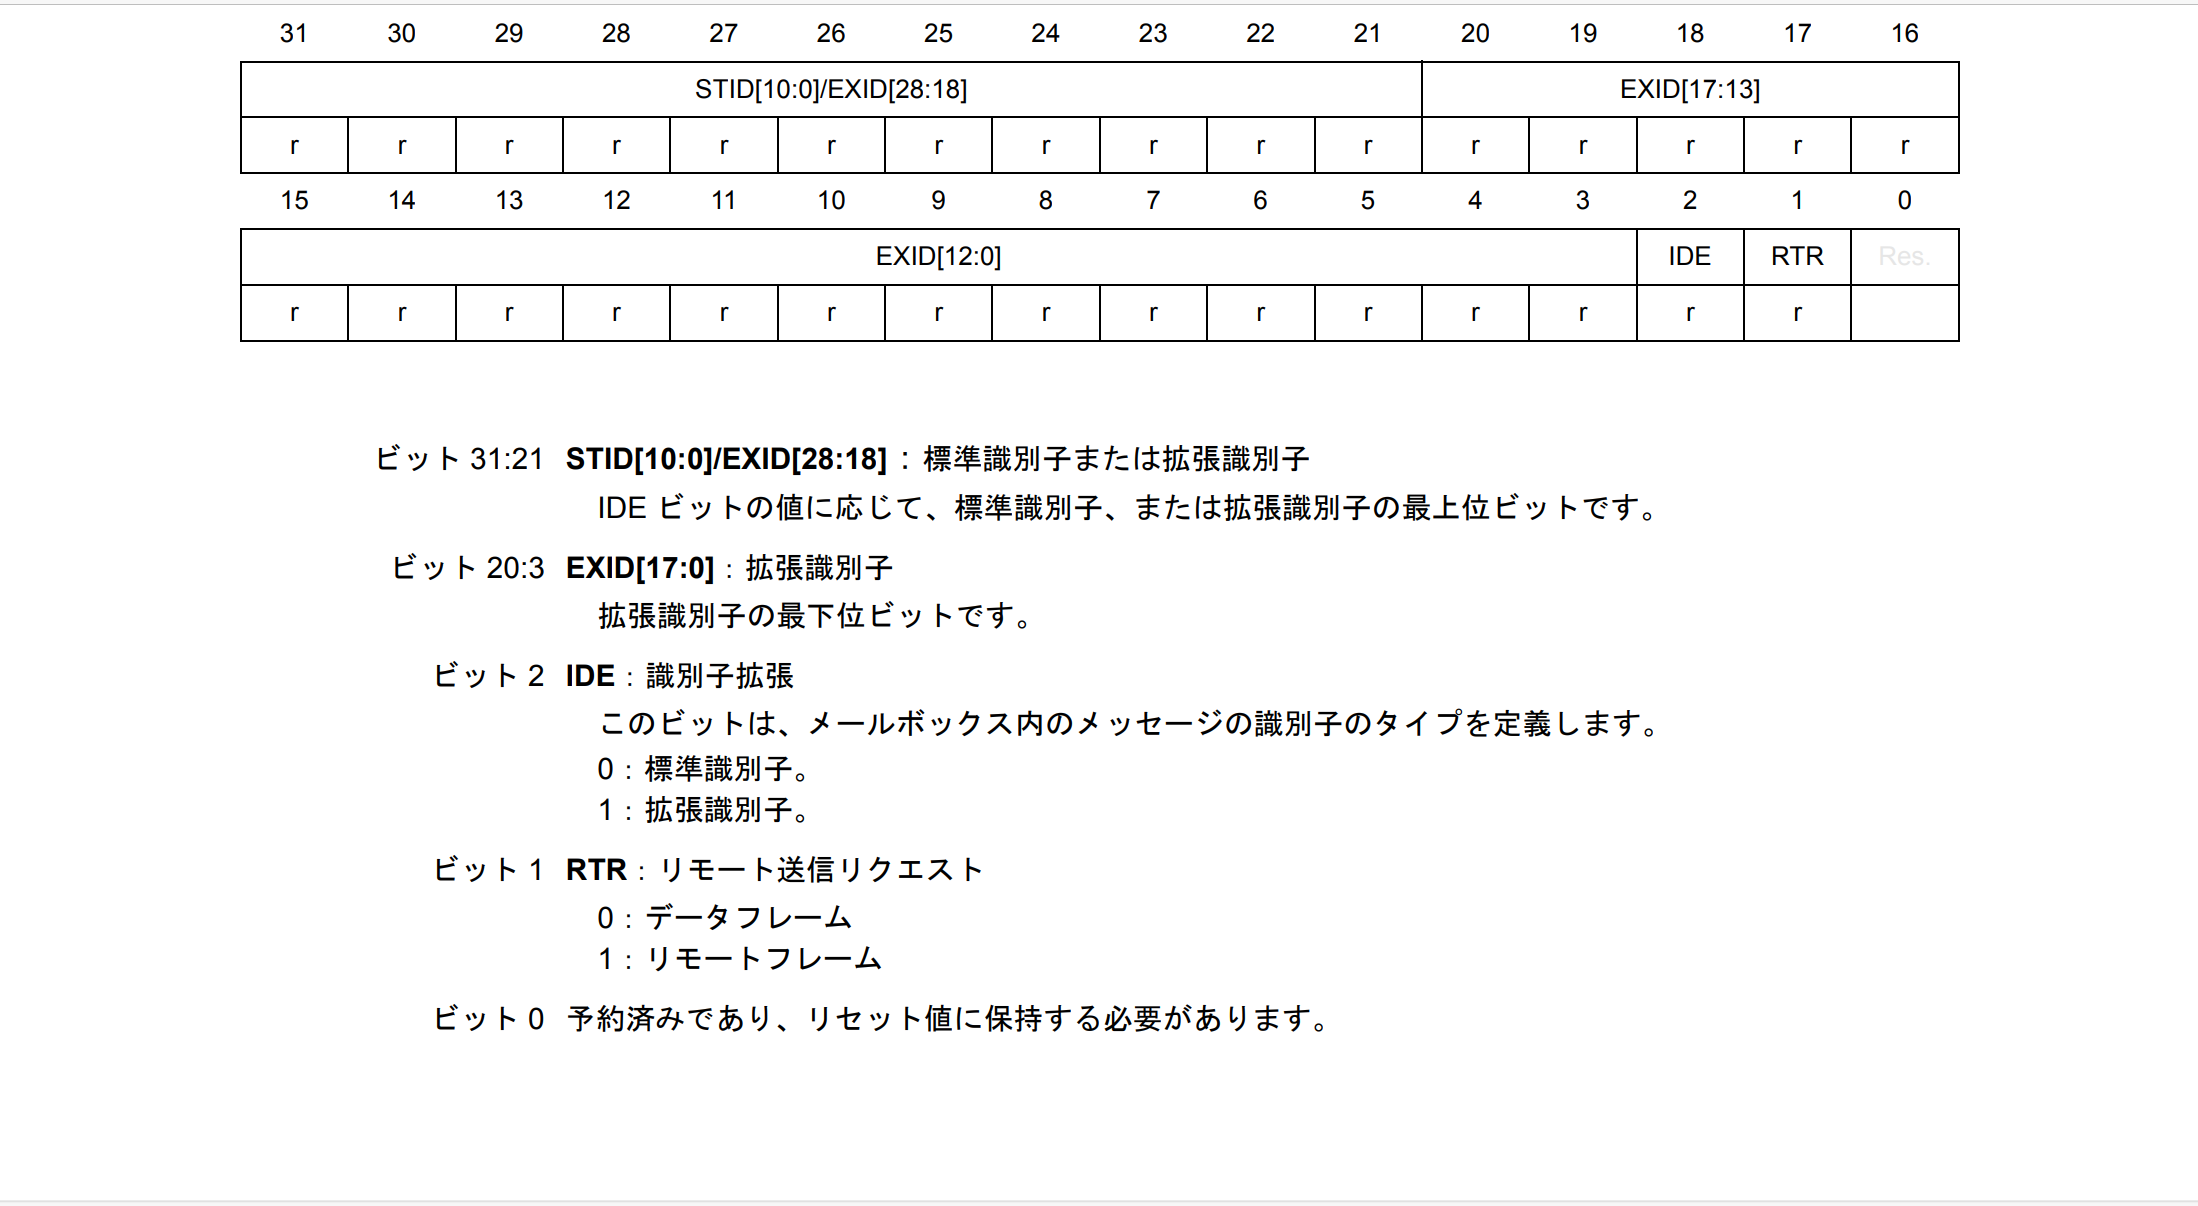 31 30 29 28 27 26 25 24 23 22 21 20 19 18 17 16
STID[10:0]/EXID[28:18] EXID[17:13]
r r r r r r r r r r r r r r r r
15 14 13 12 11 10 9 8 7 6 5 4 3 2 1 0
EXID[12:0] IDE RTR Res.
r r r r r r r r r r r r r r r
ビット 31:21 STID[10:0]/EXID[28:18]:標準識別子または拡張識別子
IDE ビットの値に応じて、標準識別子、または拡張識別子の最上位ビットです。
ビット 20:3 EXID[17:0]:拡張識別子
拡張識別子の最下位ビットです。
ビット 2 IDE:識別子拡張
このビットは、メールボックス内のメッセージの識別子のタイプを定義します。
0:標準識別子。
1:拡張識別子。
ビット 1 RTR:リモート送信リクエスト
0:データフレーム
1:リモートフレーム
ビット 0 予約済みであり、リセット値に保持する必要があります。